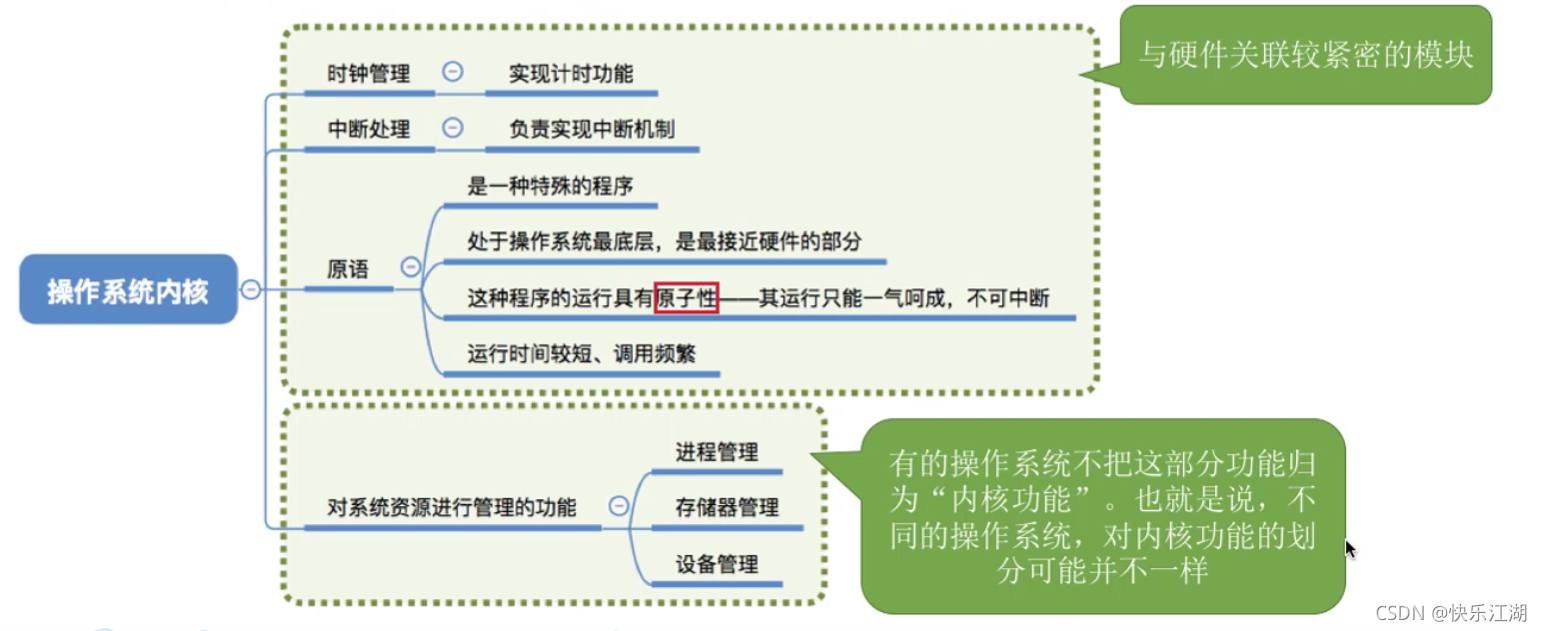 与硬件关联较紧密的模块
时钟管理
实现计时功能
中断处理
负责实现中断机制
是一种特殊的程序
处于操作系统最底层，是最接近硬件的部分
原语
这种程序的运行具有原子性——其运行只能一气呵成，不可中断
运行时间较短、调用频繁
操作系统内核
进程管理
对系统资源进行管理的功能
存储器管理
设备管理
有的操作系统不把这部分功能归
为“内核功能”。也就是说，不
同的操作系统，对内核功能的划
分可能并不一样
CSDN @快乐江湖